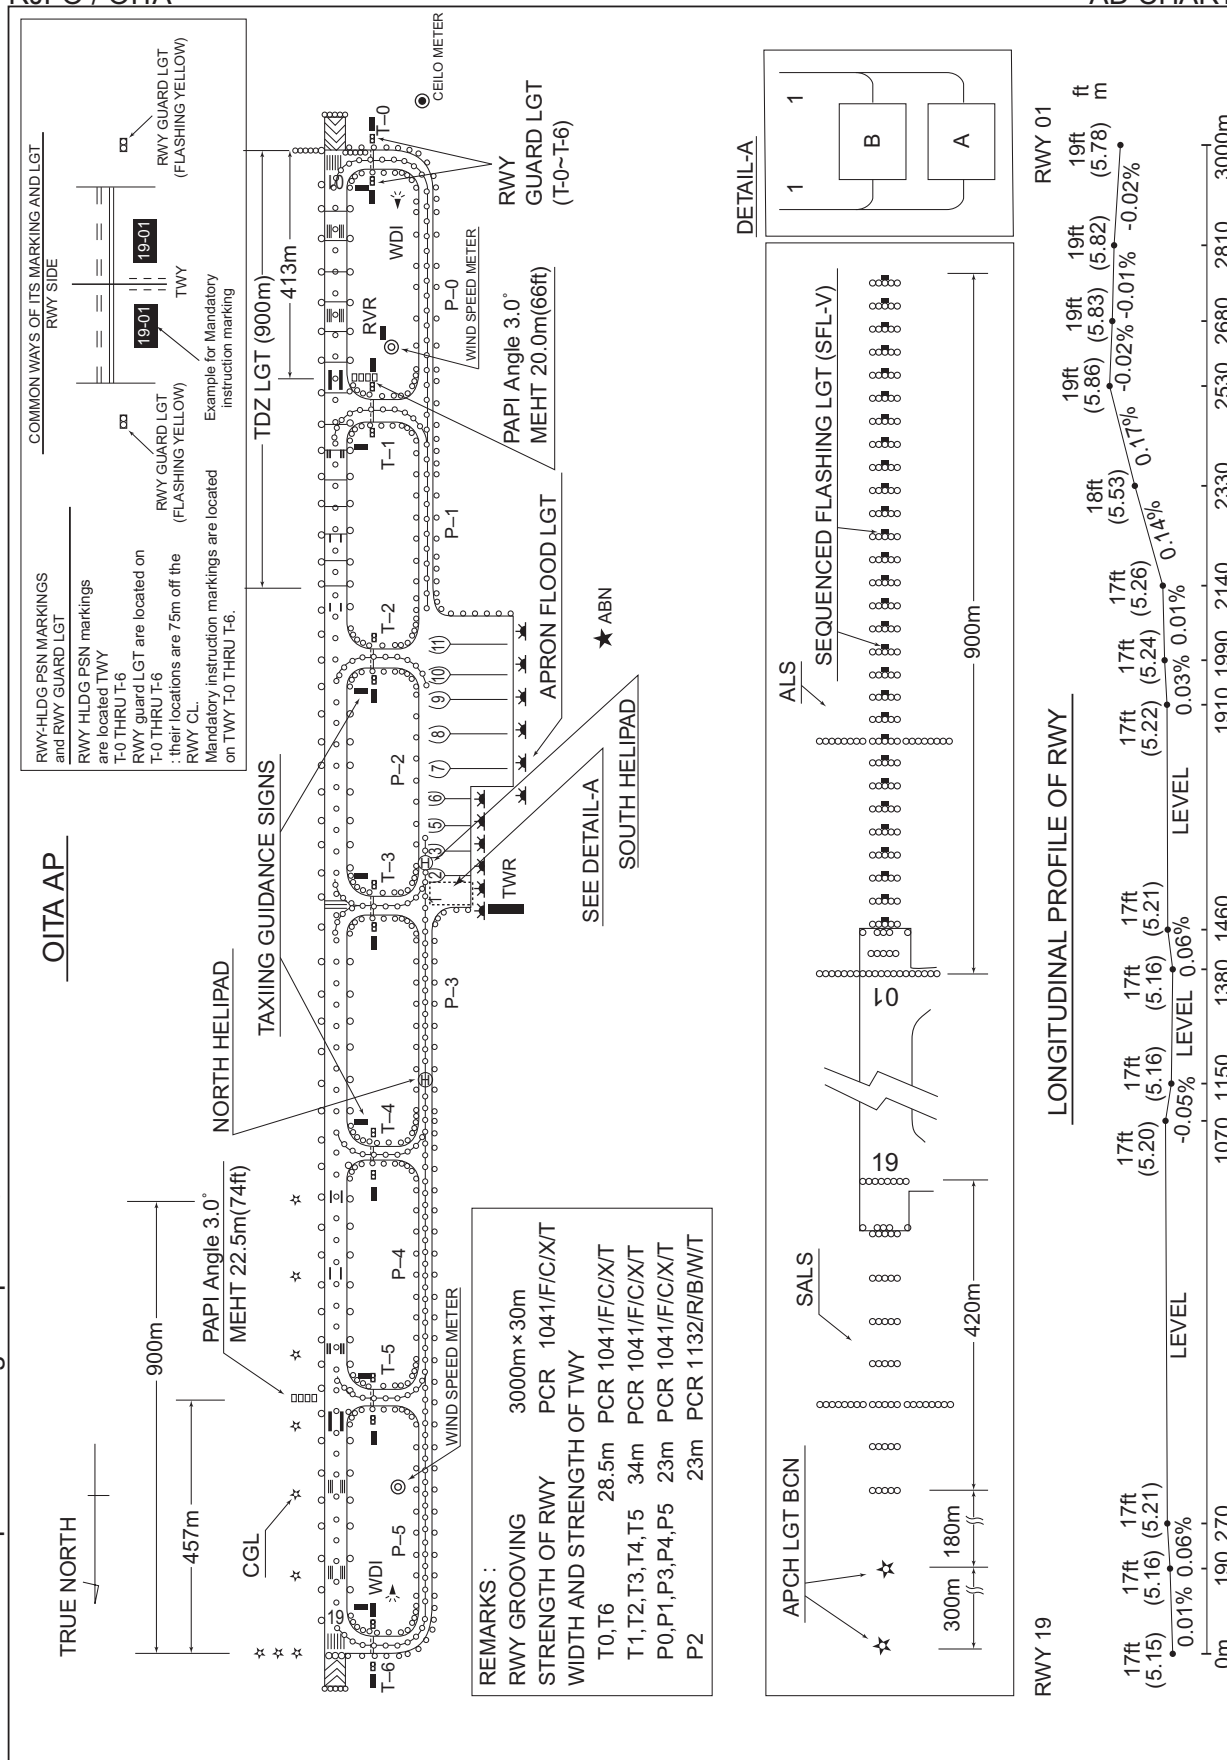 OITA AP
TRUE NORTH
900m
457m
PAPI Angle 3.0°
MEHT 22.5m(74ft)
CGL
NORTH HELIPAD
TAXIING GUIDANCE SIGNS
RWY-HLDG PSN MARKINGS
and RWY GUARD LGT
RWY HLDG PSN markings
are located TWY
T-0 THRU T-6
RWY guard LGT are located on
T-0 THRU T-6
:their locations are 75m off the
RWY CL.
Mandatory instruction markings are located
on TWY T-0 THRU T-6.
COMMON WAYS OF ITS MARKING AND LGT
RWY SIDE
RWY GUARD LGT
(FLASHING YELLOW)
19-01
19-01
TWY
RWY GUARD LGT
(FLASHING YELLOW)
Example for Mandatory
instruction marking
TDZ LGT (900m)
413m
19
01
WDI
P–5
T–6
T–5
P–4
T–4
P–3
T–3
P–2
T–2
P–1
T–1
RVR
P–0
WDI
T–0
CEILO METER
WIND SPEED METER
WIND SPEED METER
H
H
1
2
3
5
6
7
8
9
10
11
TWR
SEE DETAIL-A
SOUTH HELIPAD
APRON FLOOD LGT
ABN
PAPI Angle 3.0°
MEHT 20.0m(66ft)
RWY
GUARD LGT
(T-0~T-6)
REMARKS :
RWY GROOVING 3000m×30m
STRENGTH OF RWY PCR 1041/F/C/X/T
WIDTH AND STRENGTH OF TWY
T0,T6 28.5m PCR 1041/F/C/X/T
T1,T2,T3,T4,T5 34m PCR 1041/F/C/X/T
P0,P1,P3,P4,P5 23m PCR 1041/F/C/X/T
P2 23m PCR 1132/R/B/W/T
DETAIL-A
1
1
B
A
APCH LGT BCN
SALS
19
01
ALS
SEQUENCED FLASHING LGT (SFL-V)
300m
180m
420m
900m
LONGITUDINAL PROFILE OF RWY
RWY 19
RWY 01
17ft
(5.15)
17ft
(5.16)
17ft
(5.21)
17ft
(5.20)
17ft
(5.16)
17ft
(5.16)
17ft
(5.21)
17ft
(5.22)
17ft
(5.24)
17ft
(5.26)
18ft
(5.53)
19ft
(5.86)
19ft
(5.83)
19ft
(5.82)
19ft
(5.78)
ft
m
0.01% 0.06% LEVEL -0.05% LEVEL 0.06% LEVEL 0.03% 0.01% 0.14% 0.17% -0.02% -0.01% -0.02%
0m 190 270 1070 1150 1380 1460 1910 1990 2140 2330 2530 2680 2810 3000m